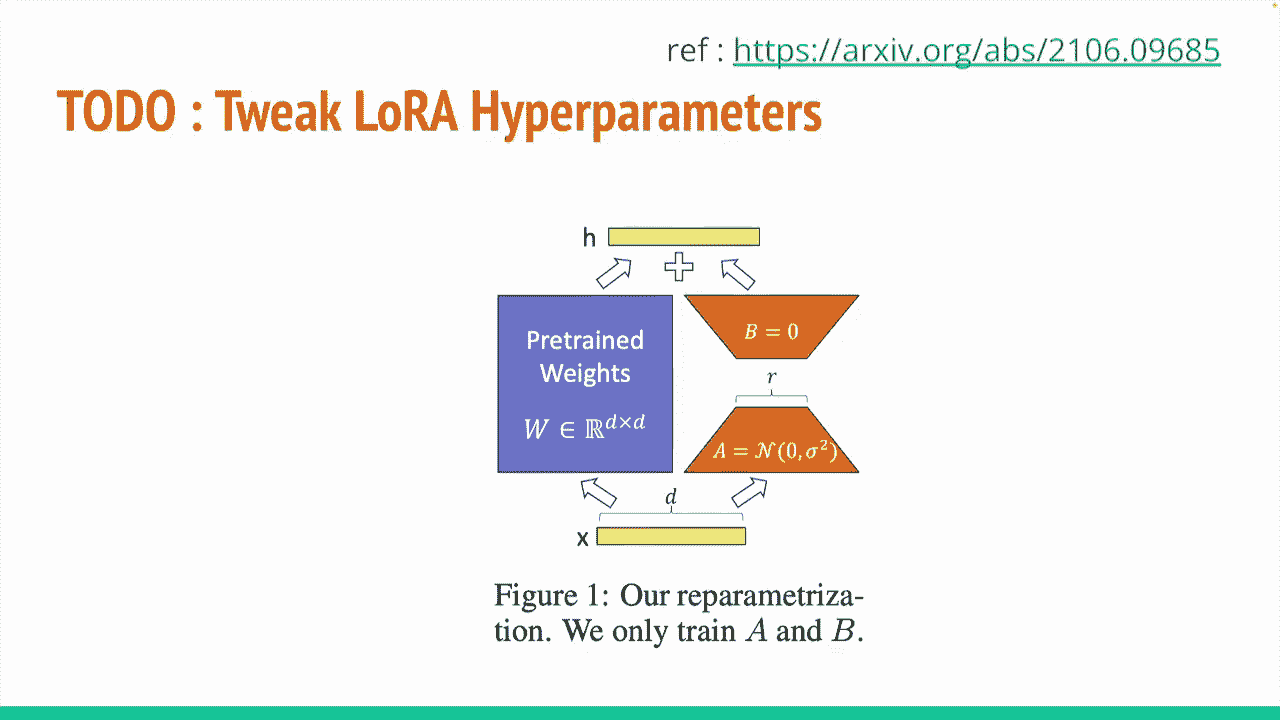 ref : https://arxiv.org/abs/2106.09685
TODO : Tweak LoRA Hyperparameters
h
Pretrained
Weights
W ∈ ℝ^{d×d}
B = 0
r
A = 𝒩(0, σ²)
d
x
Figure 1: Our reparametriza-
tion. We only train A and B.